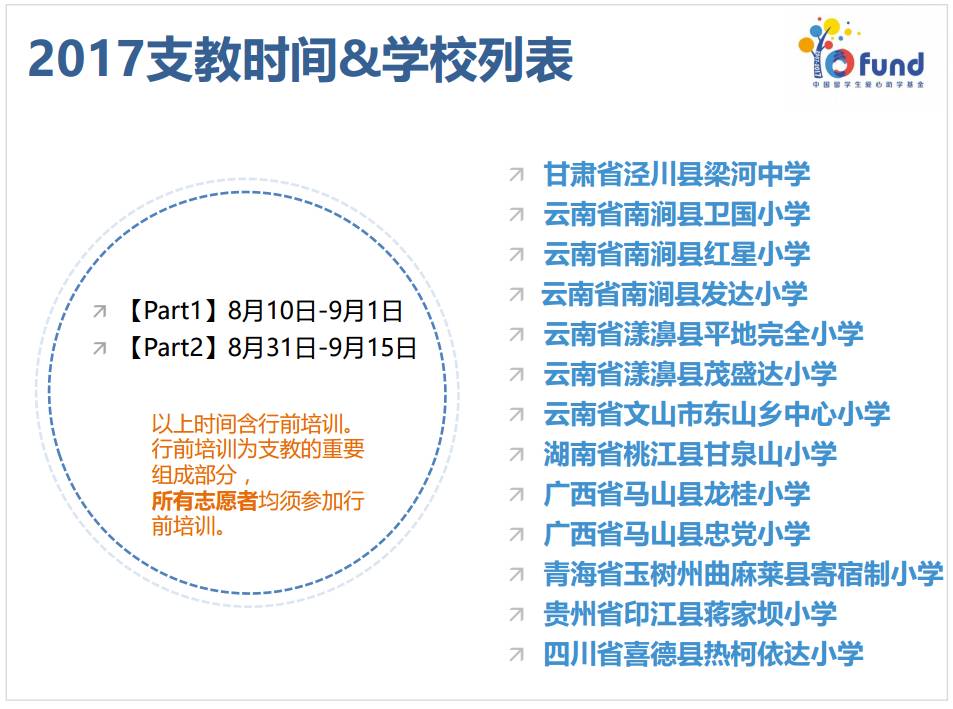 2017支教时间&学校列表
fund
中国留学生爱心助学基金
【Part1】8月10日-9月1日
【Part2】8月31日-9月15日
以上时间含行前培训。
行前培训为支教的重要
组成部分，
所有志愿者均须参加行
前培训。
甘肃省泾川县梁河中学
云南省南涧县卫国小学
云南省南涧县红星小学
云南省南涧县发达小学
云南省漾濞县平地完全小学
云南省漾濞县茂盛达小学
云南省文山市东山乡中心小学
湖南省桃江县甘泉山小学
广西省马山县龙桂小学
广西省马山县忠党小学
青海省玉树州曲麻莱县寄宿制小学
贵州省印江县蒋家坝小学
四川省喜德县热柯依达小学